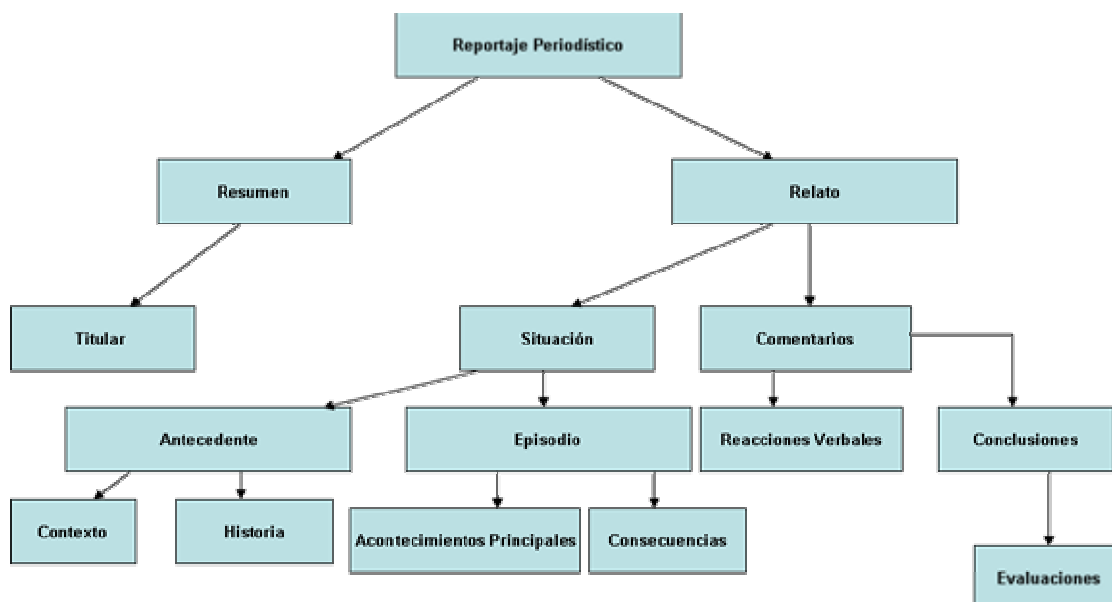 Reportaje Periodístico
Resumen
Relato
Titular
Situación
Comentarios
Antecedente
Episodio
Reacciones Verbales
Conclusiones
Contexto
Historia
Acontecimientos Principales
Consecuencias
Evaluaciones